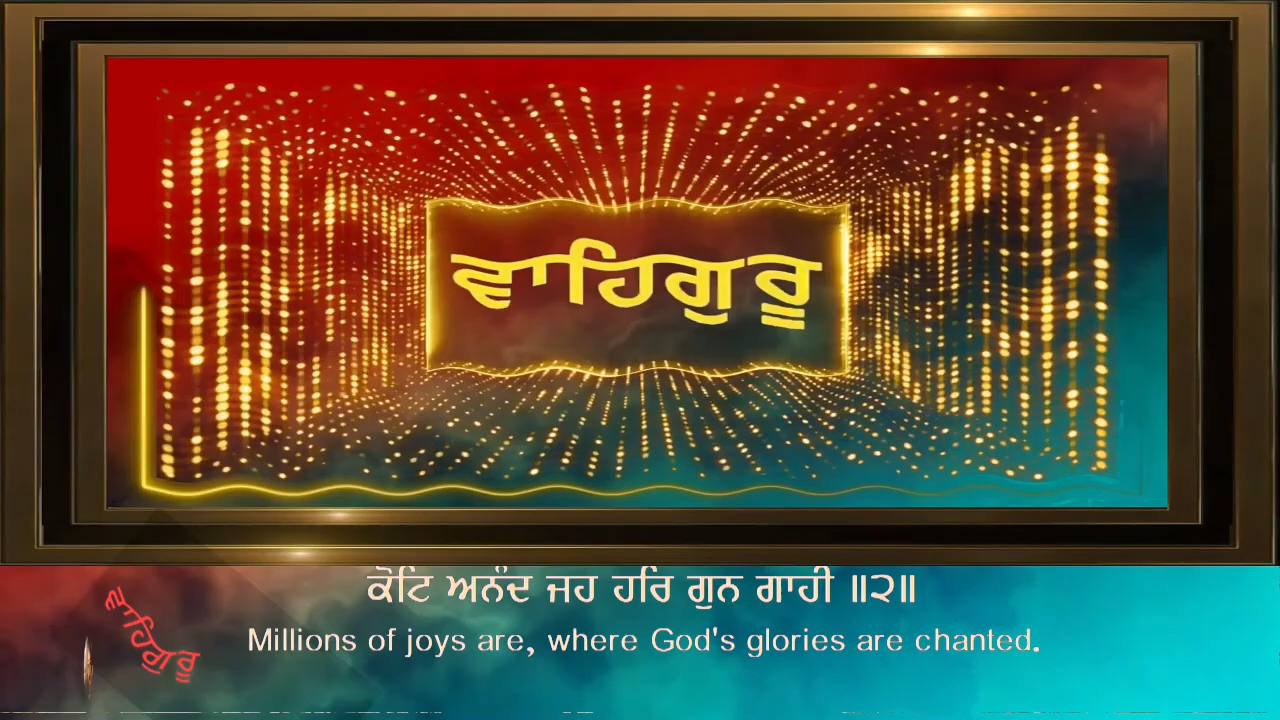 ਵਾਹਿਗੁਰੂ
ਕੋਟਿ ਅਨੰਦ ਜਹ ਹਰਿ ਗੁਨ ਗਾਹੀ ॥੨॥
Millions of joys are, where God's glories are chanted.
ਵਾਹਿਗੁਰੂ